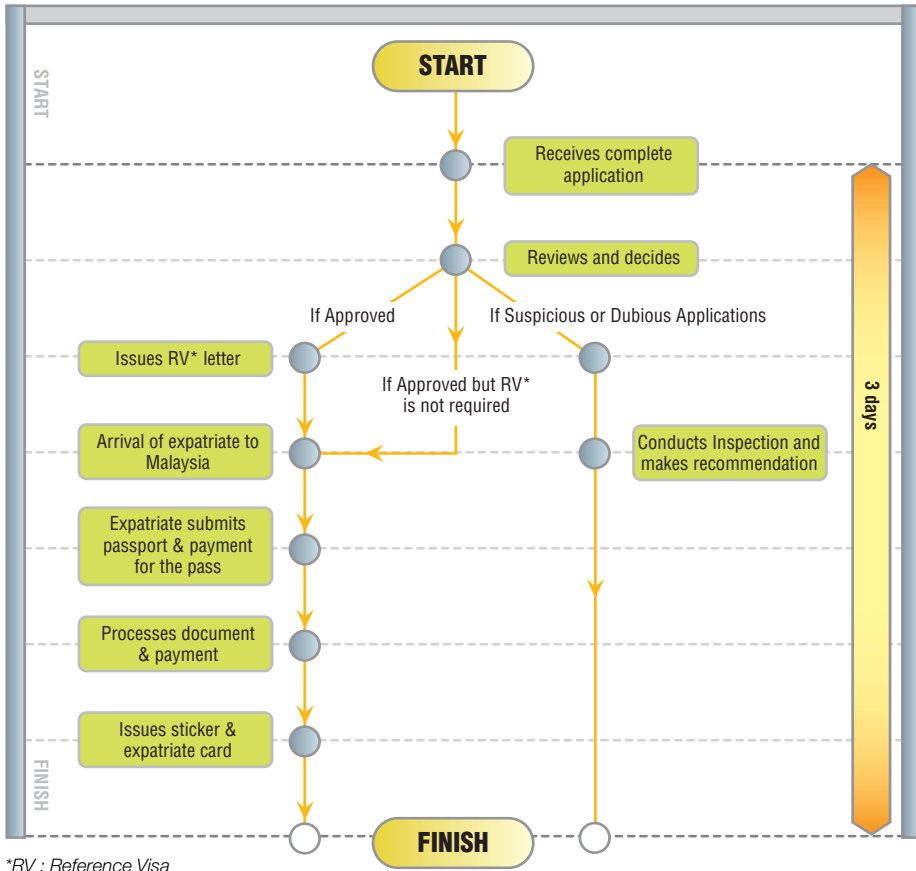 START
START
Receives complete
application
Reviews and decides
If Approved
If Suspicious or Dubious Applications
Issues RV* letter
If Approved but RV*
is not required
3 days
Arrival of expatriate to
Malaysia
Conducts Inspection and
makes recommendation
Expatriate submits
passport & payment
for the pass
Processes document
& payment
Issues sticker &
expatriate card
FINISH
FINISH
*RV : Reference Visa